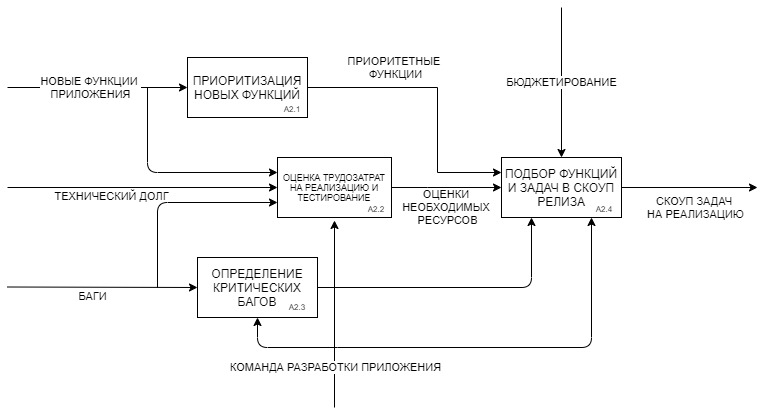 НОВЫЕ ФУНКЦИИ
ПРИЛОЖЕНИЯ
ПРИОРИТИЗАЦИЯ
НОВЫХ ФУНКЦИЙ
A2.1
ПРИОРИТЕТНЫЕ
ФУНКЦИИ
БЮДЖЕТИРОВАНИЕ
ТЕХНИЧЕСКИЙ ДОЛГ
ОЦЕНКА ТРУДОЗАТРАТ
НА РЕАЛИЗАЦИЮ И
ТЕСТИРОВАНИЕ
A2.2
ОЦЕНКИ
НЕОБХОДИМЫХ
РЕСУРСОВ
ПОДБОР ФУНКЦИЙ
И ЗАДАЧ В СКОУП
РЕЛИЗА
A2.4
СКОУП ЗАДАЧ
НА РЕАЛИЗАЦИЮ
БАГИ
ОПРЕДЕЛЕНИЕ
КРИТИЧЕСКИХ
БАГОВ
A2.3
КОМАНДА РАЗРАБОТКИ ПРИЛОЖЕНИЯ